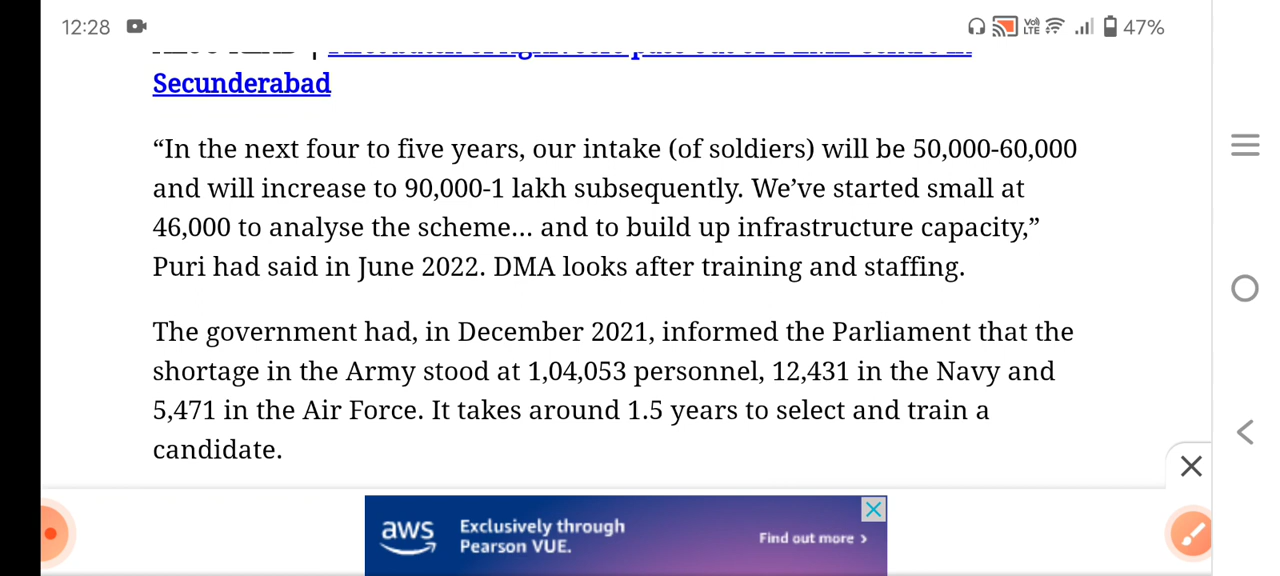 12:28
Vo) LTE 47%
Secunderabad
“In the next four to five years, our intake (of soldiers) will be 50,000-60,000
and will increase to 90,000-1 lakh subsequently. We’ve started small at
46,000 to analyse the scheme... and to build up infrastructure capacity,”
Puri had said in June 2022. DMA looks after training and staffing.
The government had, in December 2021, informed the Parliament that the
shortage in the Army stood at 1,04,053 personnel, 12,431 in the Navy and
5,471 in the Air Force. It takes around 1.5 years to select and train a
candidate.
aws
Exclusively through
Pearson VUE.
Find out more >